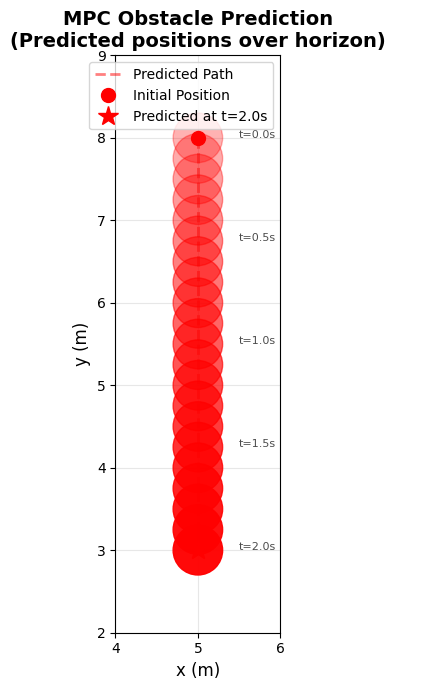 MPC Obstacle Prediction
(Predicted positions over horizon)
9
Predicted Path
Initial Position
Predicted at t=2.0s
8
t=0.0s
7
t=0.5s
6
t=1.0s
y (m)
5
t=1.5s
4
3
t=2.0s
2
4
5
6
x (m)